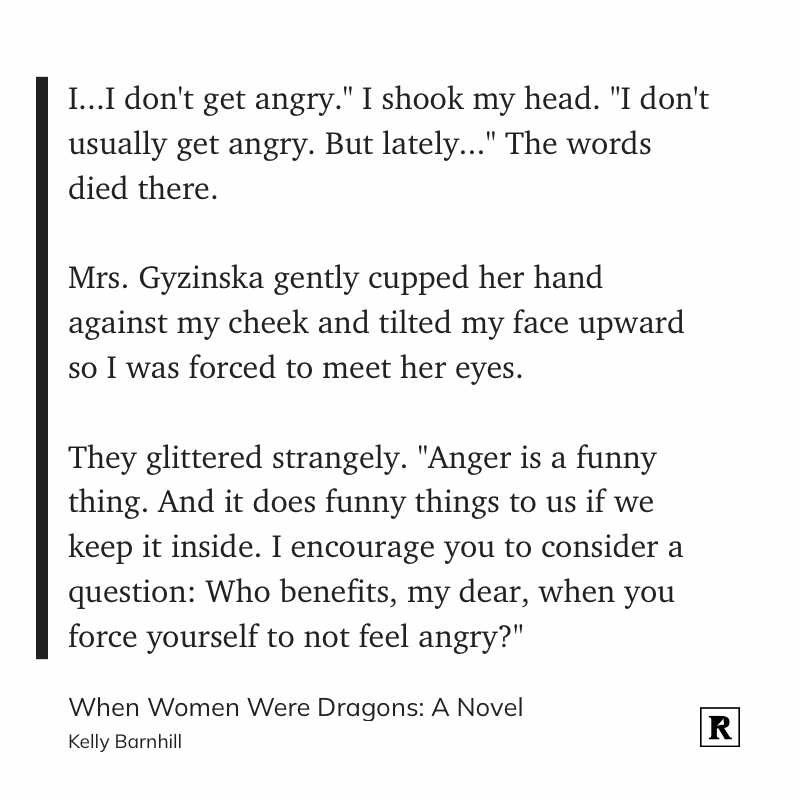 I...I don't get angry." I shook my head. "I don't
usually get angry. But lately..." The words
died there.
Mrs. Gyzinska gently cupped her hand
against my cheek and tilted my face upward
so I was forced to meet her eyes.
They glittered strangely. "Anger is a funny
thing. And it does funny things to us if we
keep it inside. I encourage you to consider a
question: Who benefits, my dear, when you
force yourself to not feel angry?"
When Women Were Dragons: A Novel
Kelly Barnhill
R